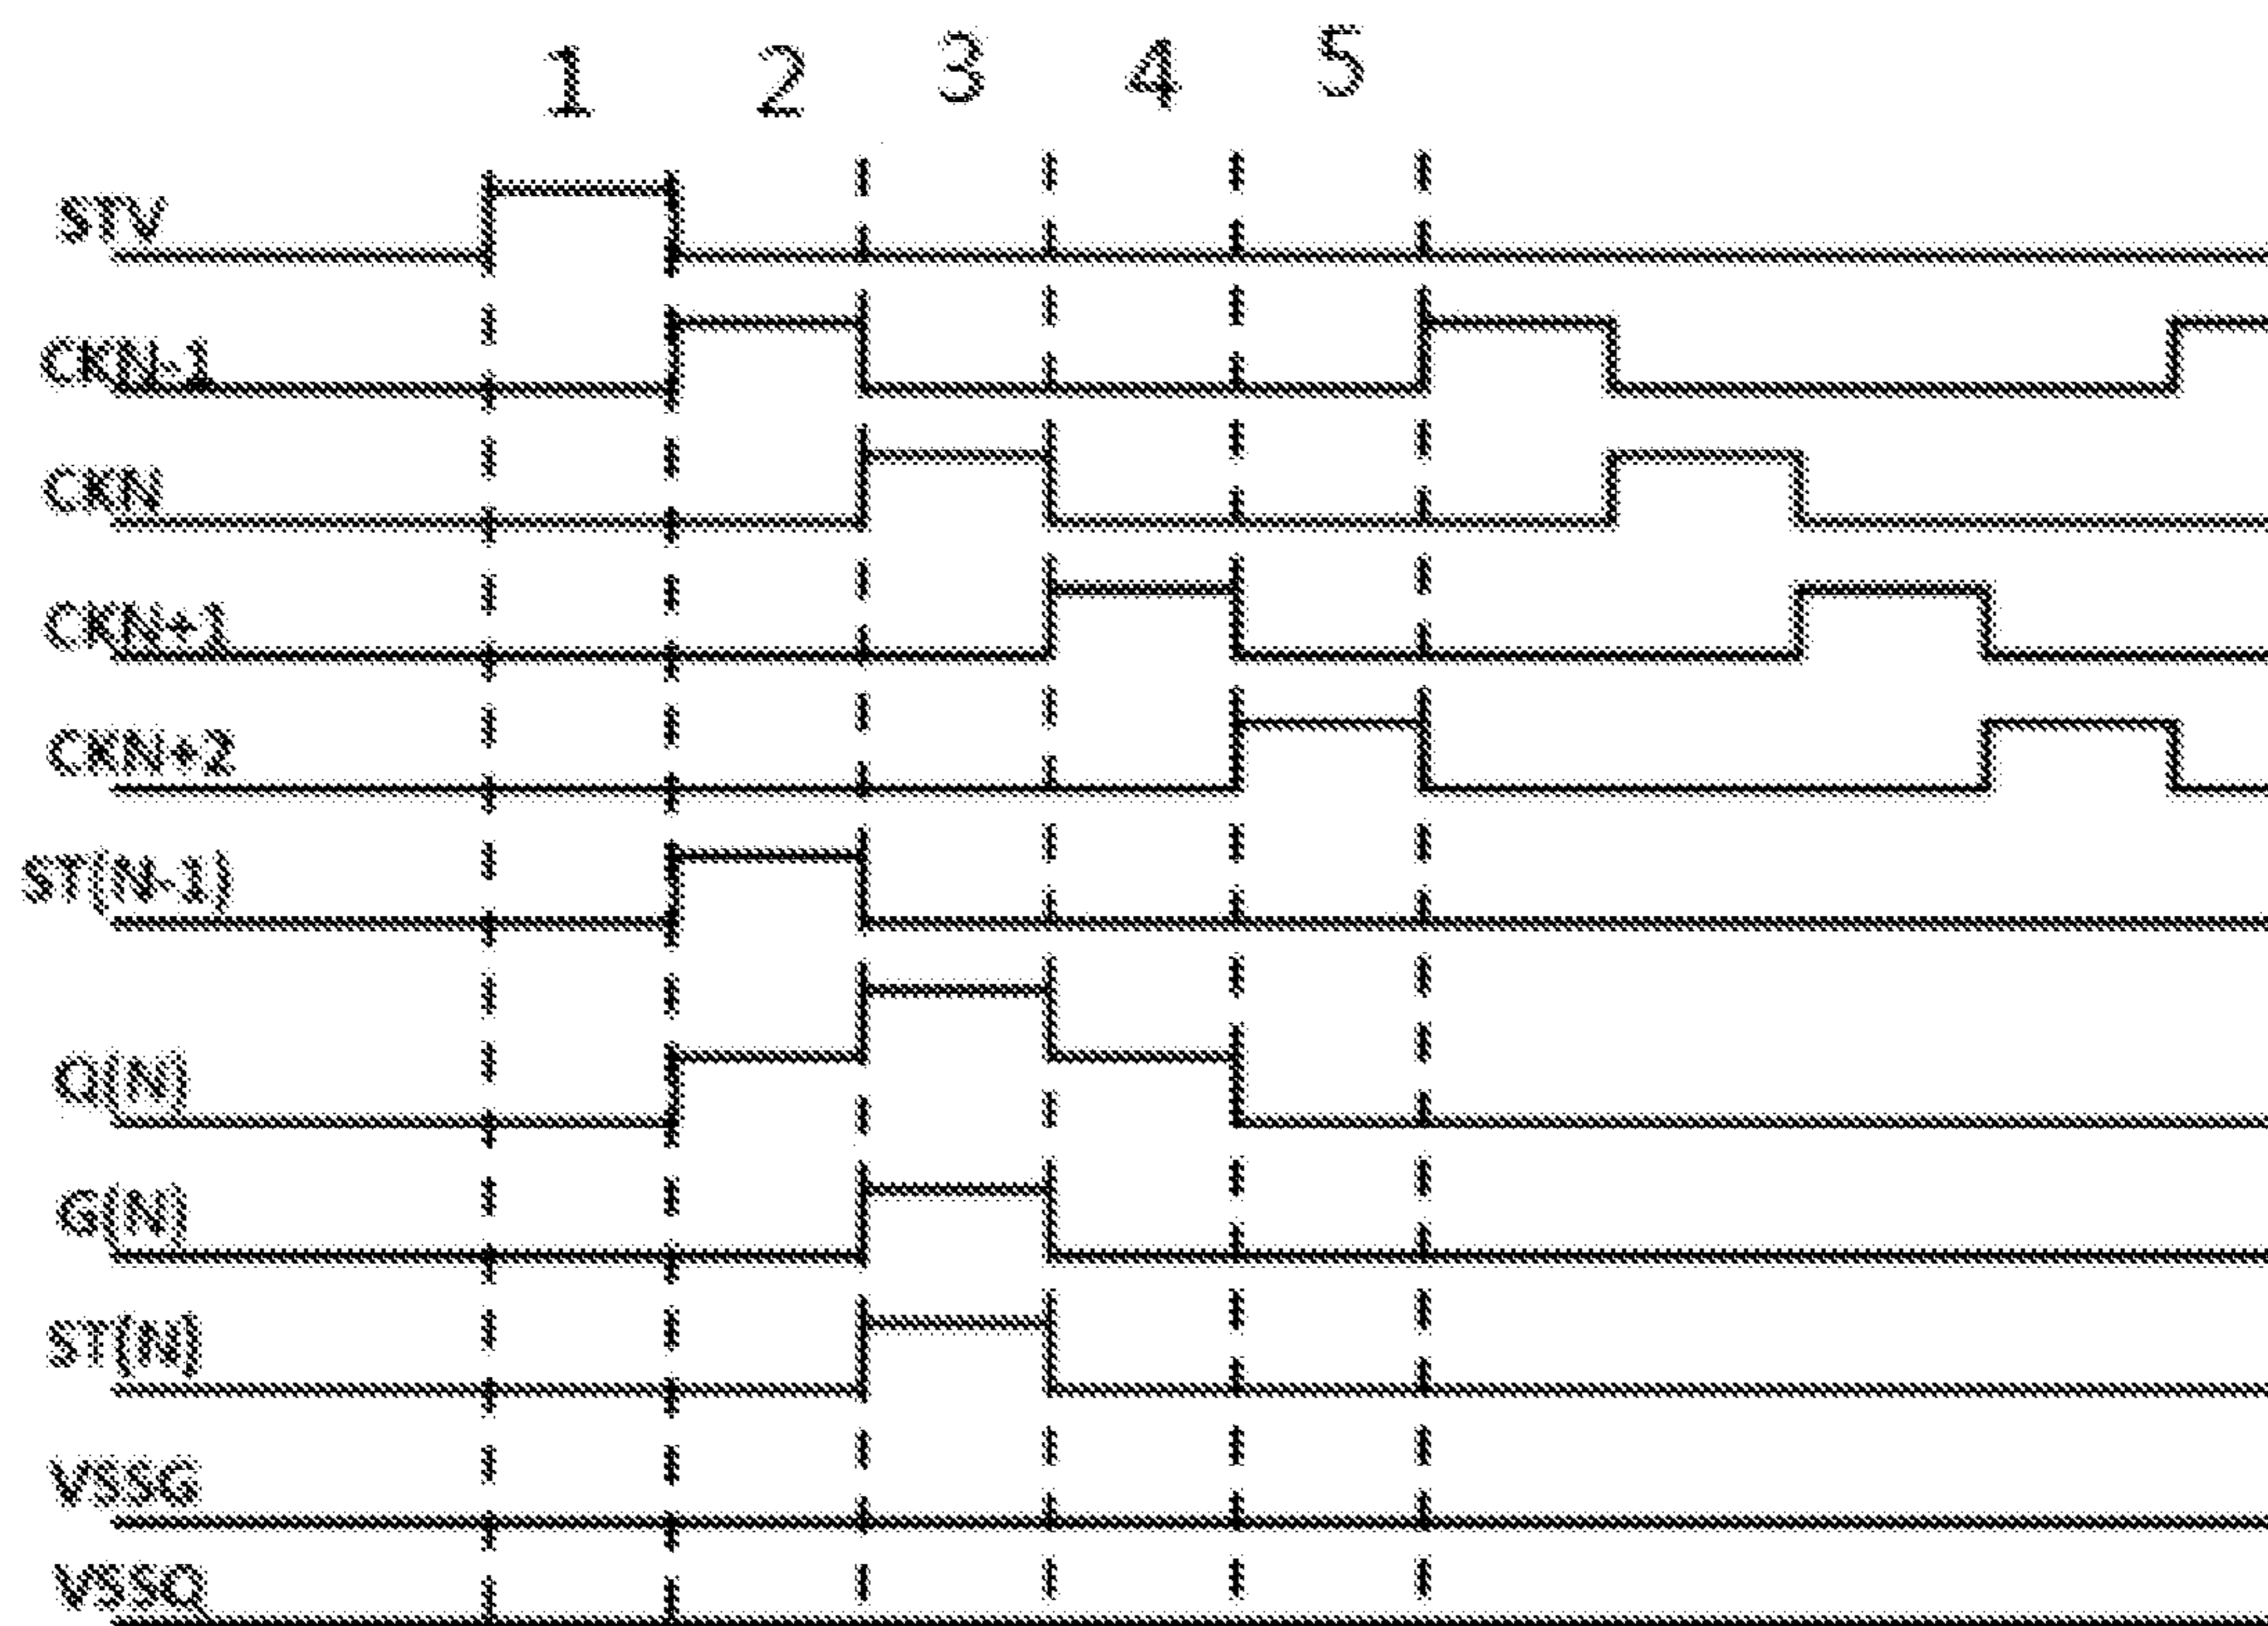 1 2 3 4 5
STV
CKN-1
CKN
CKN+1
CKN+2
ST(N-1)
Q(N)
G(N)
ST(N)
VSSG
VSSQ